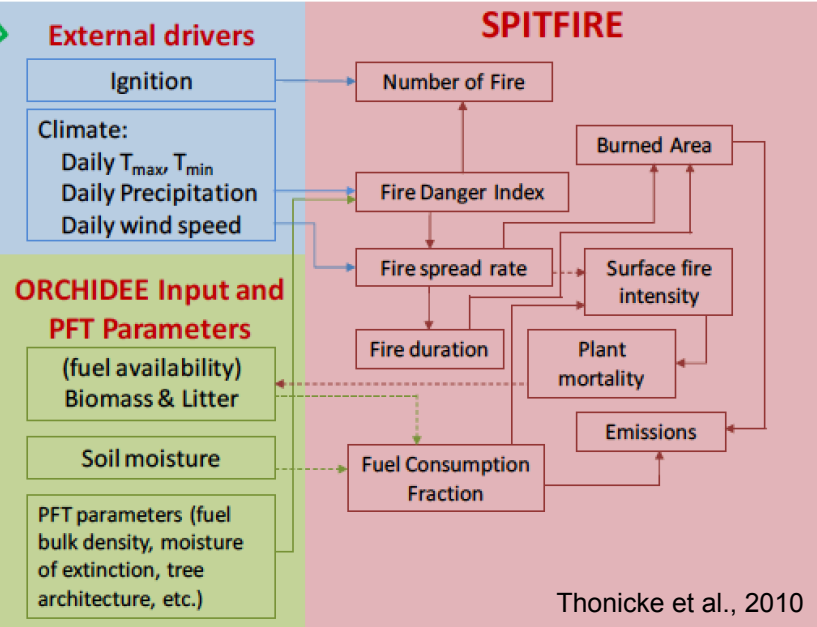 External drivers
Ignition
Climate:
Daily Tmax, Tmin
Daily Precipitation
Daily wind speed
ORCHIDEE Input and
PFT Parameters
(fuel availability)
Biomass & Litter
Soil moisture
PFT parameters (fuel
bulk density, moisture
of extinction, tree
architecture, etc.)
SPITFIRE
Number of Fire
Burned Area
Fire Danger Index
Fire spread rate
Surface fire
intensity
Fire duration
Plant
mortality
Emissions
Fuel Consumption
Fraction
Thonicke et al., 2010